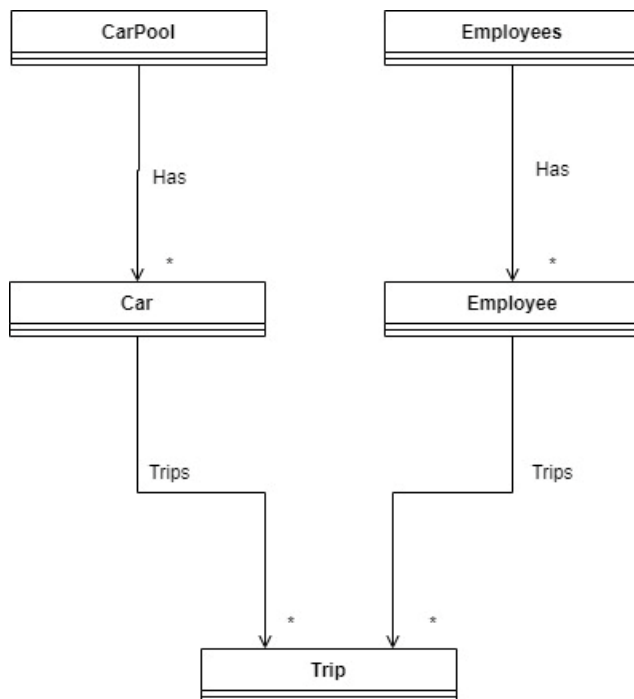 CarPool
Employees
Has
Has
*
*
Car
Employee
Trips
Trips
*
*
Trip